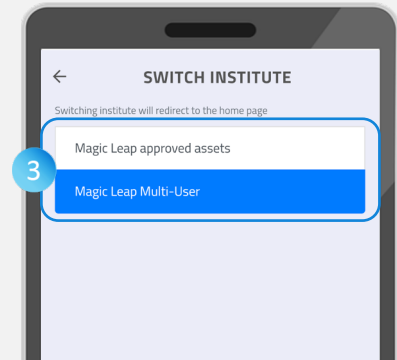 SWITCH INSTITUTE
Switching institute will redirect to the home page
Magic Leap approved assets
3
Magic Leap Multi-User